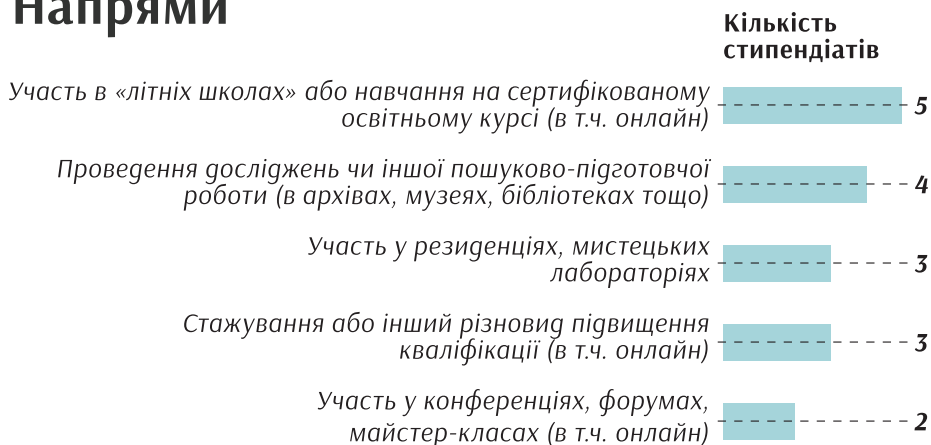 Напрями
Кількість
стипендіатів
Участь в «літніх школах» або навчання на сертифікованому
освітньому курсі (в т.ч. онлайн)
5
Проведення досліджень чи іншої пошуково-підготовчої
роботи (в архівах, музеях, бібліотеках тощо)
4
Участь у резиденціях, мистецьких
лабораторіях
3
Стажування або інший різновид підвищення
кваліфікації (в т.ч. онлайн)
3
Участь у конференціях, форумах,
майстер-класах (в т.ч. онлайн)
2